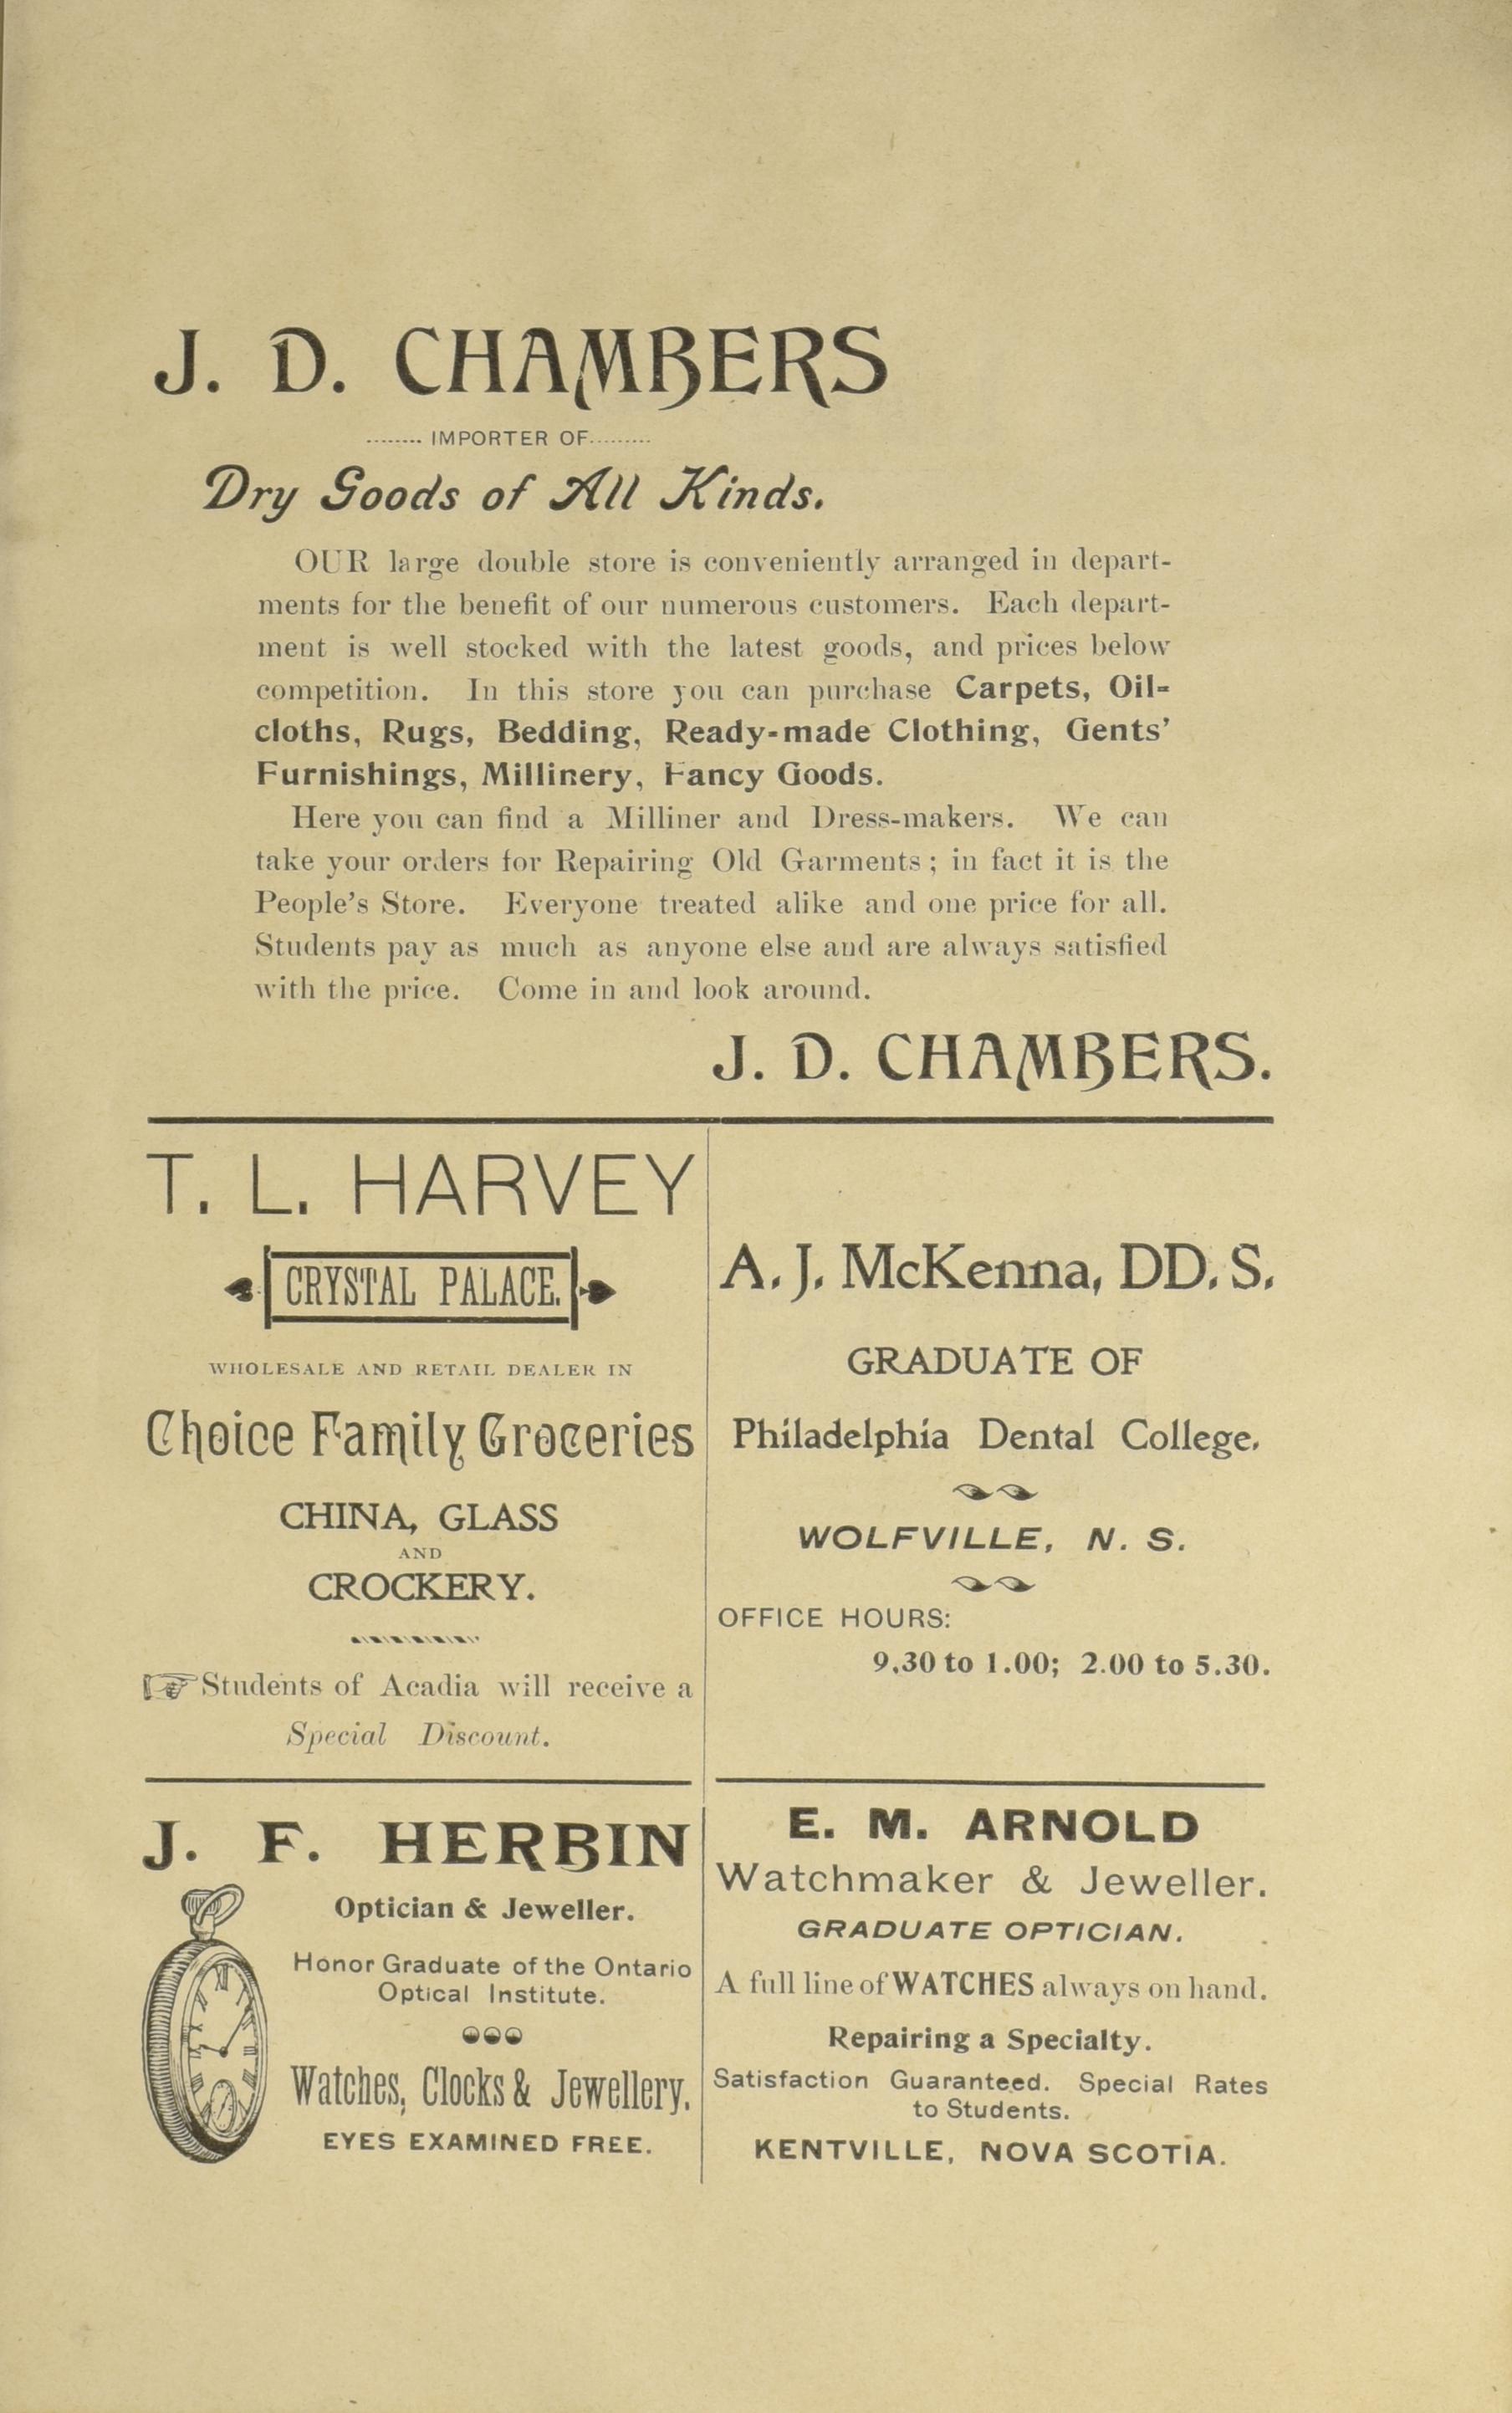 J. D. CHAMBERS
........ IMPORTER OF.........
Dry Goods of All Kinds.
OUR large double store is conveniently arranged in depart-
ments for the benefit of our numerous customers. Each depart-
ment is well stocked with the latest goods, and prices below
competition. In this store you can purchase Carpets, Oil-
cloths, Rugs, Bedding, Ready-made Clothing, Gents'
Furnishings, Millinery, Fancy Goods.
Here you can find a Milliner and Dress-makers. We can
take your orders for Repairing Old Garments; in fact it is the
People's Store. Everyone treated alike and one price for all.
Students pay as much as anyone else and are always satisfied
with the price. Come in and look around.
J. D. CHAMBERS.
T. L. HARVEY
CRYSTAL PALACE.
WHOLESALE AND RETAIL DEALER IN
Choice Family Groceries
CHINA, GLASS
AND
CROCKERY.
Students of Acadia will receive a
Special Discount.
A. J. McKenna, DD. S.
GRADUATE OF
Philadelphia Dental College.
WOLFVILLE, N. S.
OFFICE HOURS:
9.30 to 1.00; 2.00 to 5.30.
J. F. HERBIN
Optician & Jeweller.
Honor Graduate of the Ontario
Optical Institute.
Watches, Clocks & Jewellery.
EYES EXAMINED FREE.
E. M. ARNOLD
Watchmaker & Jeweller.
GRADUATE OPTICIAN.
A full line of WATCHES always on hand.
Repairing a Specialty.
Satisfaction Guaranteed. Special Rates
to Students.
KENTVILLE, NOVA SCOTIA.